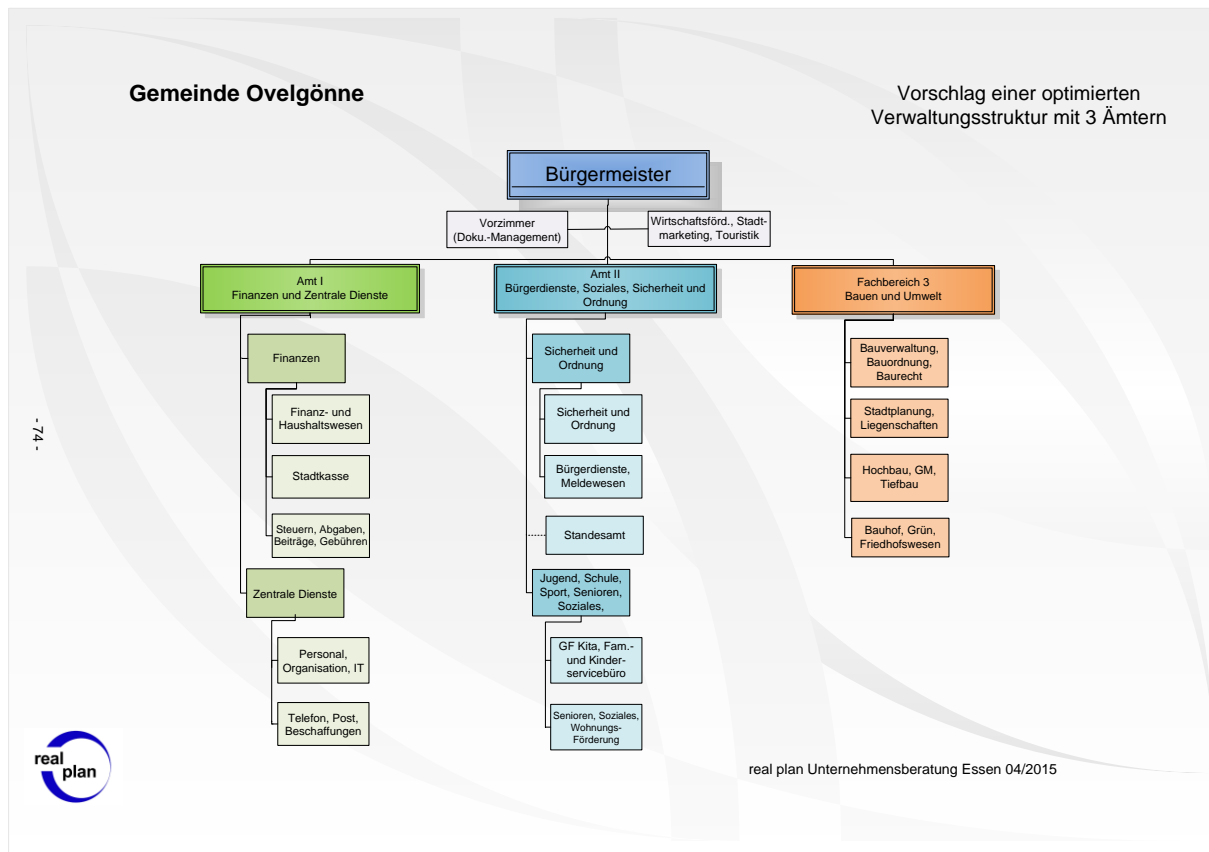 Gemeinde Ovelgönne
Vorschlag einer optimierten
Verwaltungsstruktur mit 3 Ämtern
Bürgermeister
Vorzimmer
(Doku.-Management)
Wirtschaftsförd., Stadt-
marketing, Touristik
Amt I
Finanzen und Zentrale Dienste
Amt II
Bürgerdienste, Soziales, Sicherheit und
Ordnung
Fachbereich 3
Bauen und Umwelt
Finanzen
Finanz- und
Haushaltswesen
Stadtkasse
Steuern, Abgaben,
Beiträge, Gebühren
Zentrale Dienste
Personal,
Organisation, IT
Telefon, Post,
Beschaffungen
Sicherheit und
Ordnung
Sicherheit und
Ordnung
Bürgerdienste,
Meldewesen
Standesamt
Jugend, Schule,
Sport, Senioren,
Soziales,
GF Kita, Fam.-
und Kinder-
servicebüro
Senioren, Soziales,
Wohnungs-
Förderung
Bauverwaltung,
Bauordnung,
Baurecht
Stadtplanung,
Liegenschaften
Hochbau, GM,
Tiefbau
Bauhof, Grün,
Friedhofswesen
- 74 -
real
plan
real plan Unternehmensberatung Essen 04/2015